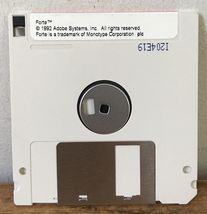 Forte™
© 1992 Adobe Systems, Inc. All rights reserved.
Forte is a trademark of Monotype Corporation plc
I204E19